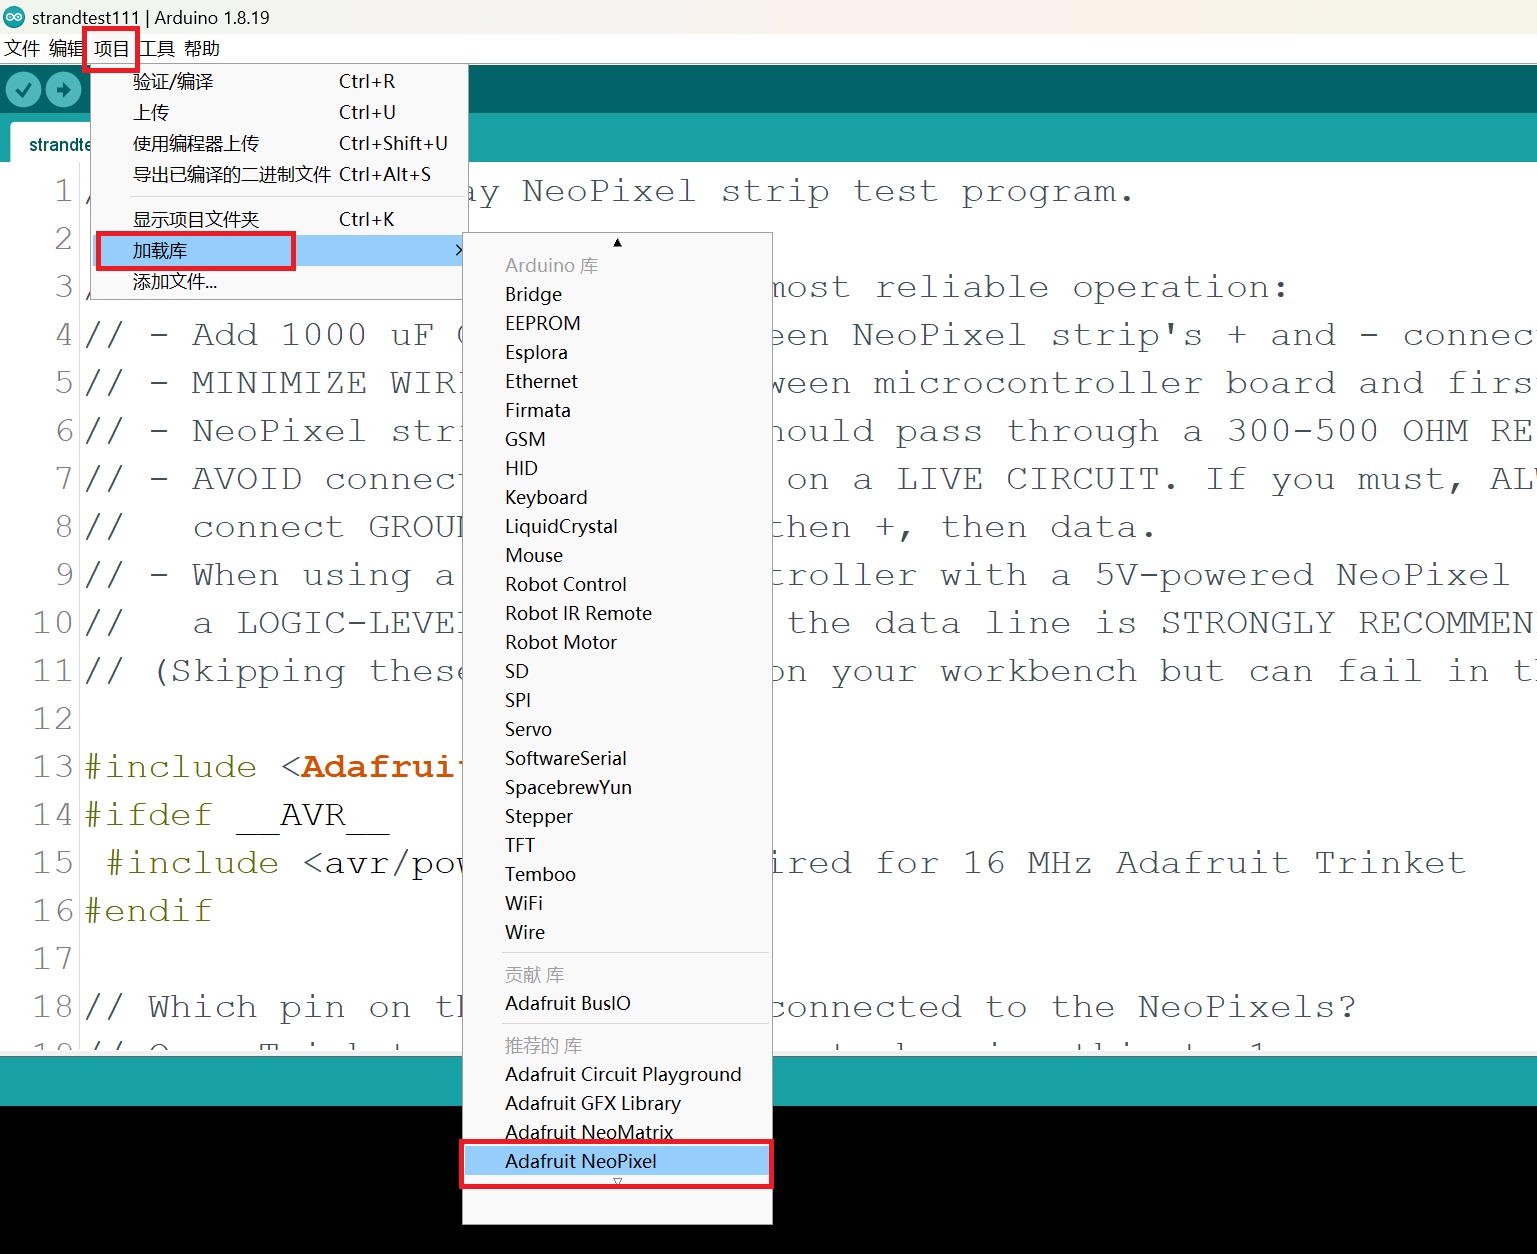 strandtest111 | Arduino 1.8.19
文件 编辑 项目 工具 帮助
验证/编译 Ctrl+R
上传 Ctrl+U
使用编程器上传 Ctrl+Shift+U
导出已编译的二进制文件 Ctrl+Alt+S
显示项目文件夹 Ctrl+K
加载库
添加文件...
strandte
Arduino 库
Bridge
EEPROM
Esplora
Ethernet
Firmata
GSM
HID
Keyboard
LiquidCrystal
Mouse
Robot Control
Robot IR Remote
Robot Motor
SD
SPI
Servo
SoftwareSerial
SpacebrewYun
Stepper
TFT
Temboo
WiFi
Wire
贡献 库
Adafruit BusIO
推荐的 库
Adafruit Circuit Playground
Adafruit GFX Library
Adafruit NeoMatrix
Adafruit NeoPixel
1 / ay NeoPixel strip test program.
2
3 / most reliable operation:
4 // - Add 1000 uF een NeoPixel strip's + and - connec
5 // - MINIMIZE WIR ween microcontroller board and firs
6 // - NeoPixel stri hould pass through a 300-500 OHM RE
7 // - AVOID connec on a LIVE CIRCUIT. If you must, AL
8 // connect GROU then +, then data.
9 // - When using a troller with a 5V-powered NeoPixel
10 // a LOGIC-LEVE the data line is STRONGLY RECOMMEN
11 // (Skipping these on your workbench but can fail in t
12
13 #include <Adafrui
14 #ifdef __AVR__
15 #include <avr/pow ired for 16 MHz Adafruit Trinket
16 #endif
17
18 // Which pin on t connected to the NeoPixels?